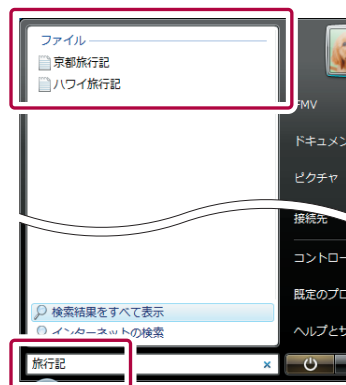 ファイル
京都旅行記
ハワイ旅行記
FMV
ドキュメン
ピクチャ
接続先
コントロー
既定のプロ
ヘルプとサ
検索結果をすべて表示
インターネットの検索
旅行記